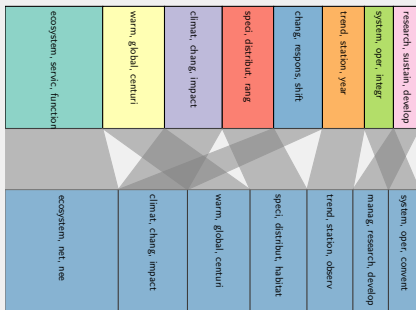 ecosystem, servic, function
warm, global, centuri
climat, chang, impact
speci, distribut, rang
chang, respons, shift
trend, station, year
system, oper, integr
research, sustain, develop
ecosystem, net, nee
climat, chang, impact
warm, global, centuri
speci, distribut, habitat
trend, station, observ
manag, research, develop
system, oper, convent